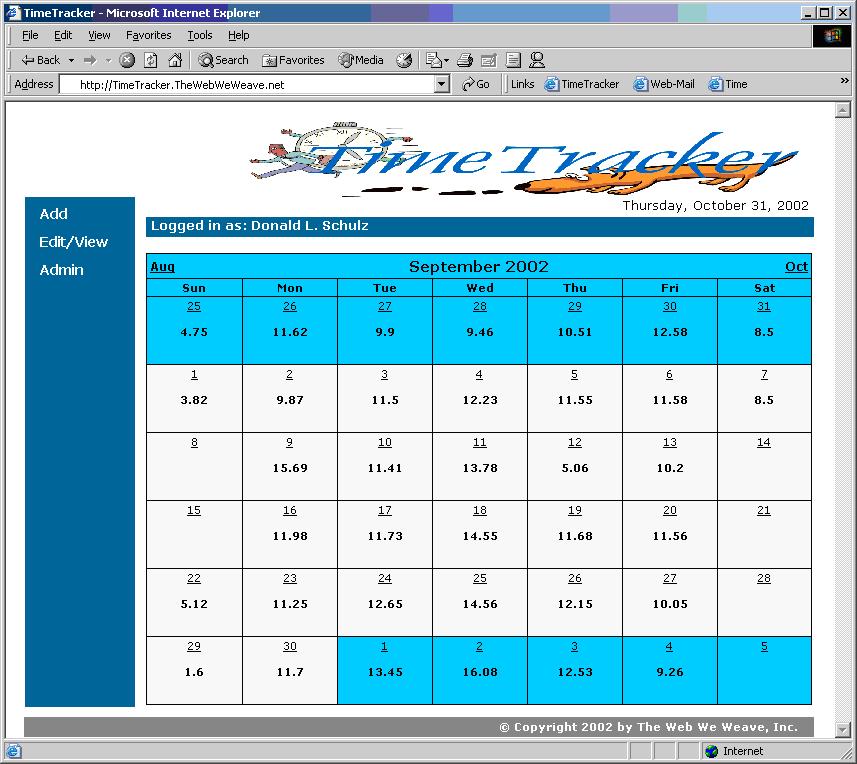 TimeTracker - Microsoft Internet Explorer
File Edit View Favorites Tools Help
Back Search Favorites Media
Address http://TimeTracker.TheWebWeWeave.net Go Links TimeTracker Web-Mail Time »
TimeTracker
Thursday, October 31, 2002
Add
Edit/View
Admin
Logged in as: Donald L. Schulz
Aug September 2002 Oct
Sun Mon Tue Wed Thu Fri Sat
25 26 27 28 29 30 31
4.75 11.62 9.9 9.46 10.51 12.58 8.5
1 2 3 4 5 6 7
3.82 9.87 11.5 12.23 11.55 11.58 8.5
8 9 10 11 12 13 14
15.69 11.41 13.78 5.06 10.2
15 16 17 18 19 20 21
11.98 11.73 14.55 11.68 11.56
22 23 24 25 26 27 28
5.12 11.25 12.65 14.56 12.15 10.05
29 30 1 2 3 4 5
1.6 11.7 13.45 16.08 12.53 9.26
© Copyright 2002 by The Web We Weave, Inc.
Internet